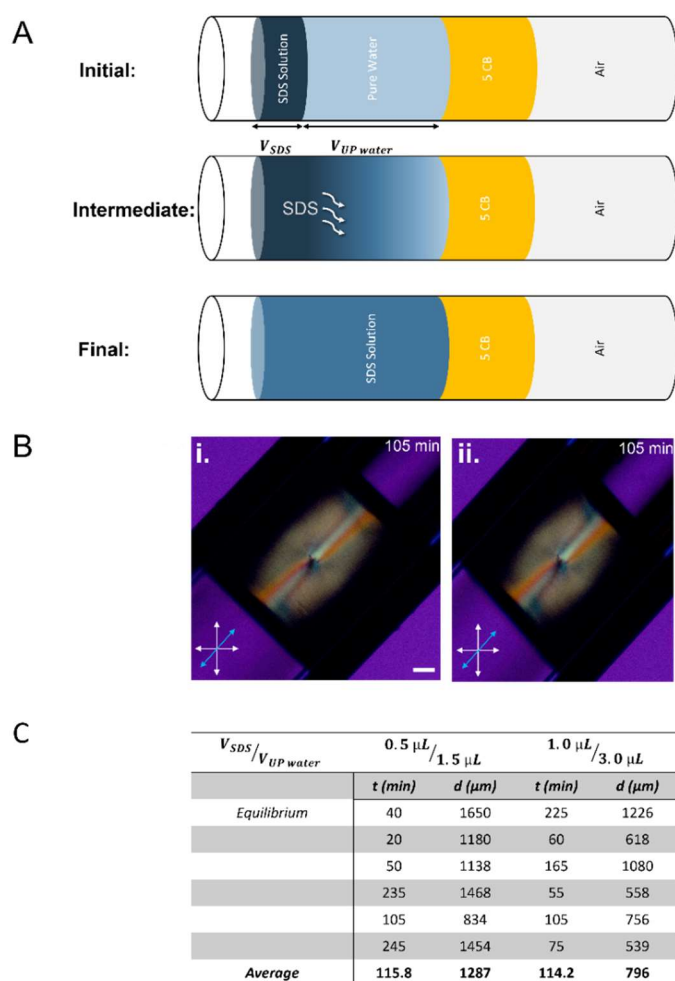 A
Initial:
SDS Solution
Pure Water
5 CB
Air
V_SDS V_UP water
Intermediate:
SDS
5 CB
Air
Final:
SDS Solution
5 CB
Air
B
i. 105 min
ii. 105 min
C
V_SDS/V_UP water 0.5 μL/1.5 μL 1.0 μL/3.0 μL
t (min) d (μm) t (min) d (μm)
Equilibrium 40 1650 225 1226
20 1180 60 618
50 1138 165 1080
235 1468 55 558
105 834 105 756
245 1454 75 539
Average 115.8 1287 114.2 796